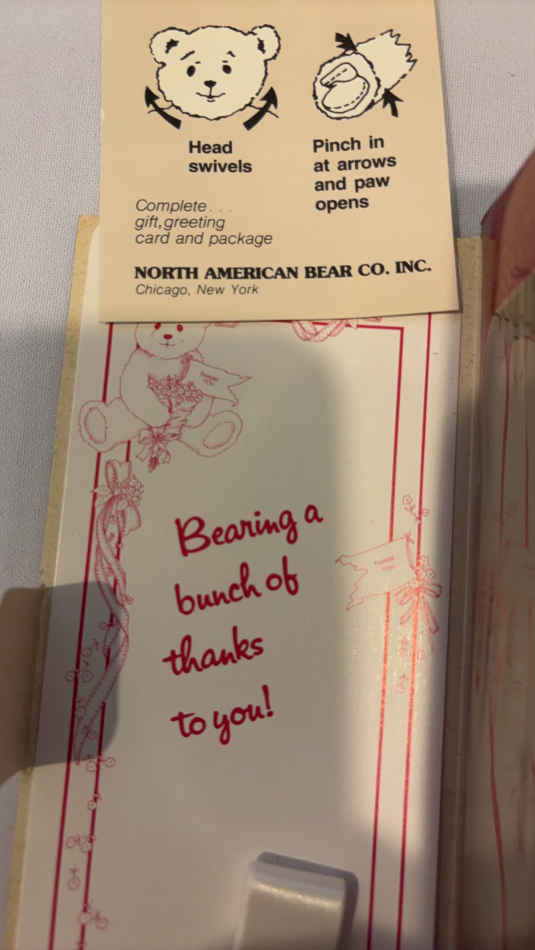 Head
swivels
Pinch in
at arrows
and paw
opens
Complete...
gift,greeting
card and package
NORTH AMERICAN BEAR CO. INC.
Chicago, New York
Bearing a
bunch of
thanks
to you!